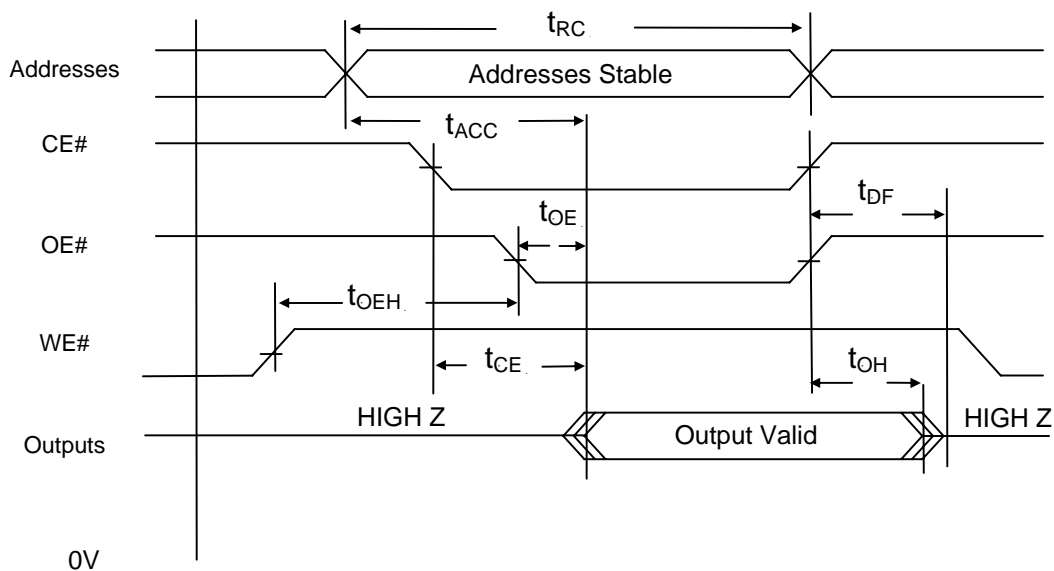 tRC
Addresses
Addresses Stable
tACC
CE#
tDF
tOE
OE#
tOEH
WE#
tCE
tOH
HIGH Z
HIGH Z
Outputs
Output Valid
0V